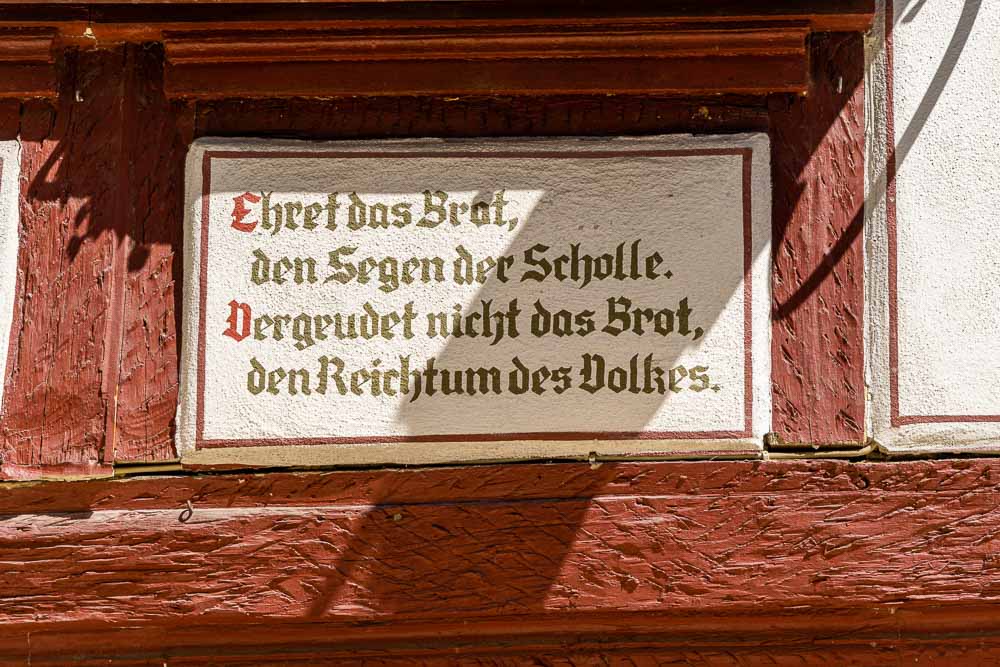 Ehret das Brot,
den Segen der Scholle.
Vergeudet nicht das Brot,
den Reichtum des Volkes.